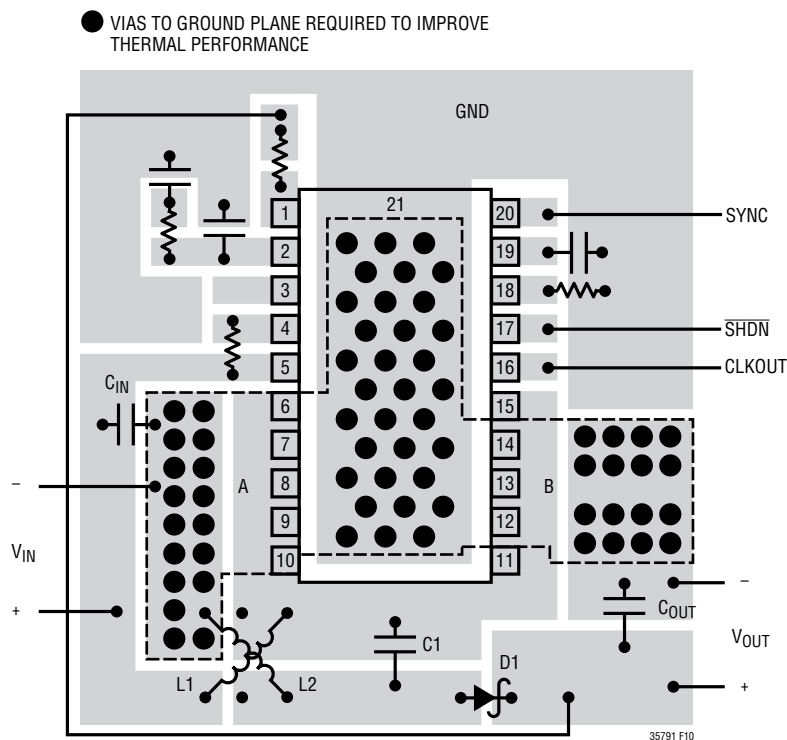 VIAS TO GROUND PLANE REQUIRED TO IMPROVE
THERMAL PERFORMANCE
GND
21
1
20
SYNC
2
19
3
18
4
17
SHDN
5
16
CLKOUT
CIN
6
15
7
14
–
A
8
13
B
9
12
VIN
10
11
–
+
COUT
C1
VOUT
L1
L2
D1
+
35791 F10